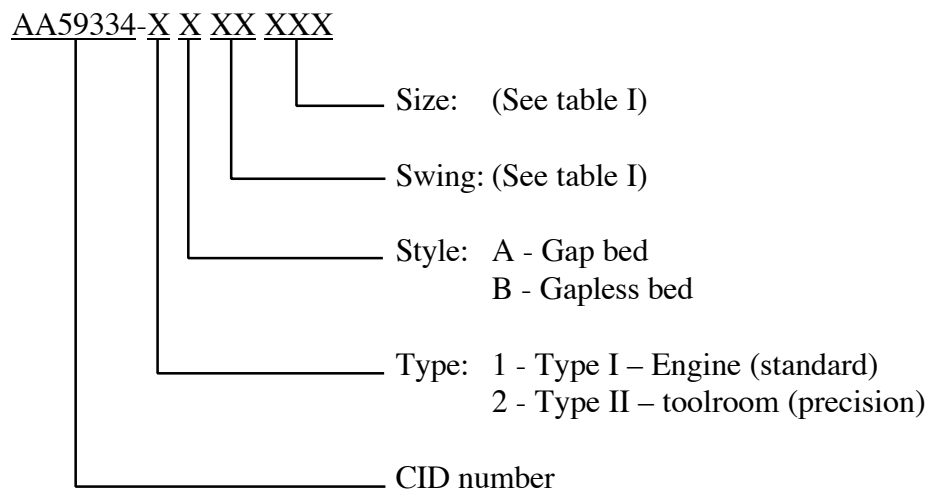 AA59334-X X XX XXX
Size: (See table I)
Swing: (See table I)
Style: A - Gap bed
B - Gapless bed
Type: 1 - Type I – Engine (standard)
2 - Type II – toolroom (precision)
CID number